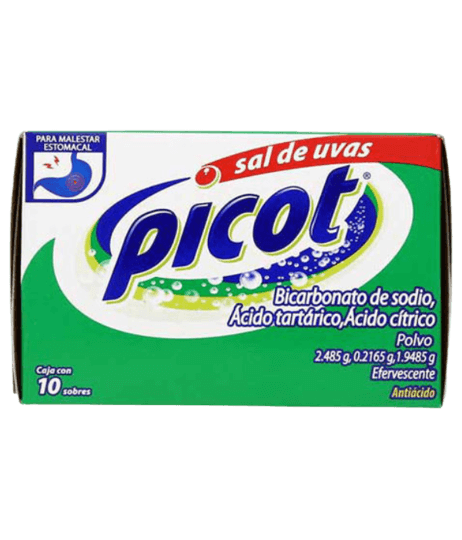 PARA MALESTAR
ESTOMACAL
sal de uvas
picot®
Bicarbonato de sodio,
Ácido tartárico,Ácido cítrico
Polvo
2.485 g, 0.2165 g,1.9485 g
Efervescente
Antiácido
Caja con
10 sobres